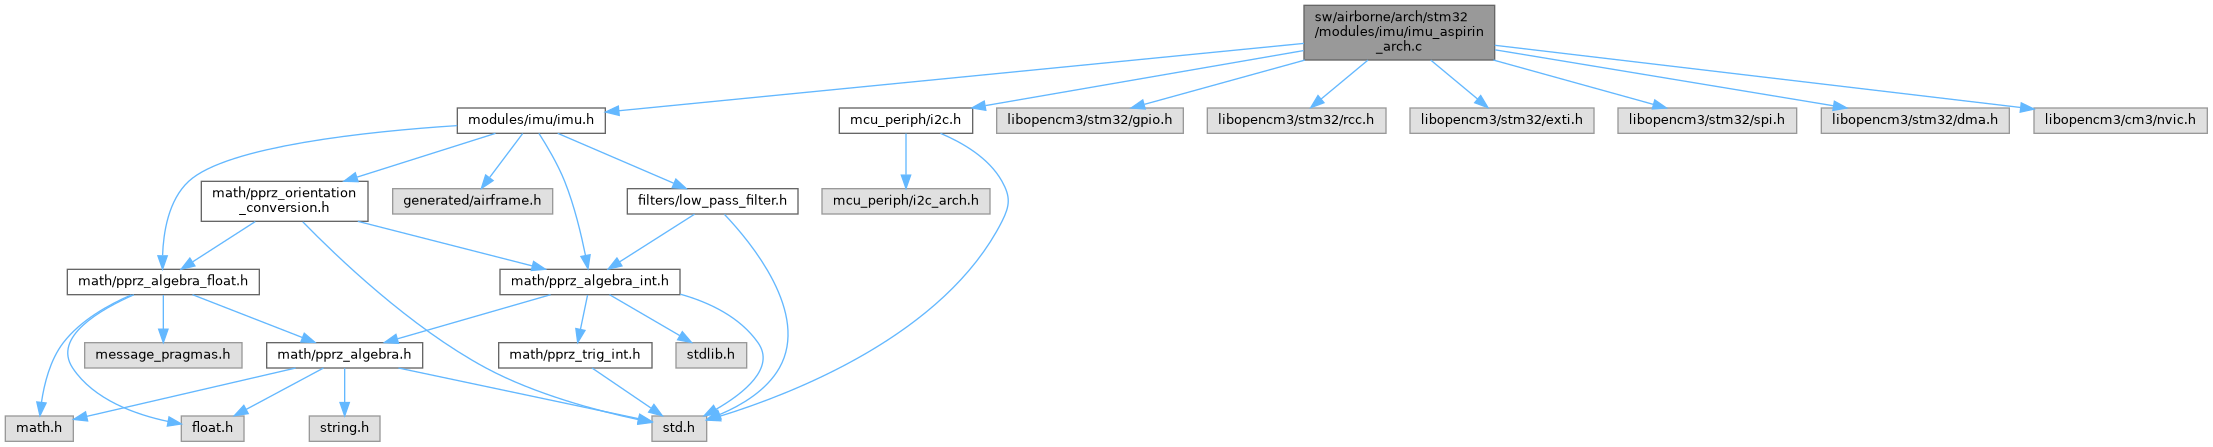 sw/airborne/arch/stm32
/modules/imu/imu_aspirin
_arch.c
modules/imu/imu.h
mcu_periph/i2c.h
libopencm3/stm32/gpio.h
libopencm3/stm32/rcc.h
libopencm3/stm32/exti.h
libopencm3/stm32/spi.h
libopencm3/stm32/dma.h
libopencm3/cm3/nvic.h
math/pprz_orientation
_conversion.h
generated/airframe.h
filters/low_pass_filter.h
mcu_periph/i2c_arch.h
math/pprz_algebra_float.h
math/pprz_algebra_int.h
message_pragmas.h
math/pprz_algebra.h
math/pprz_trig_int.h
stdlib.h
math.h
float.h
string.h
std.h